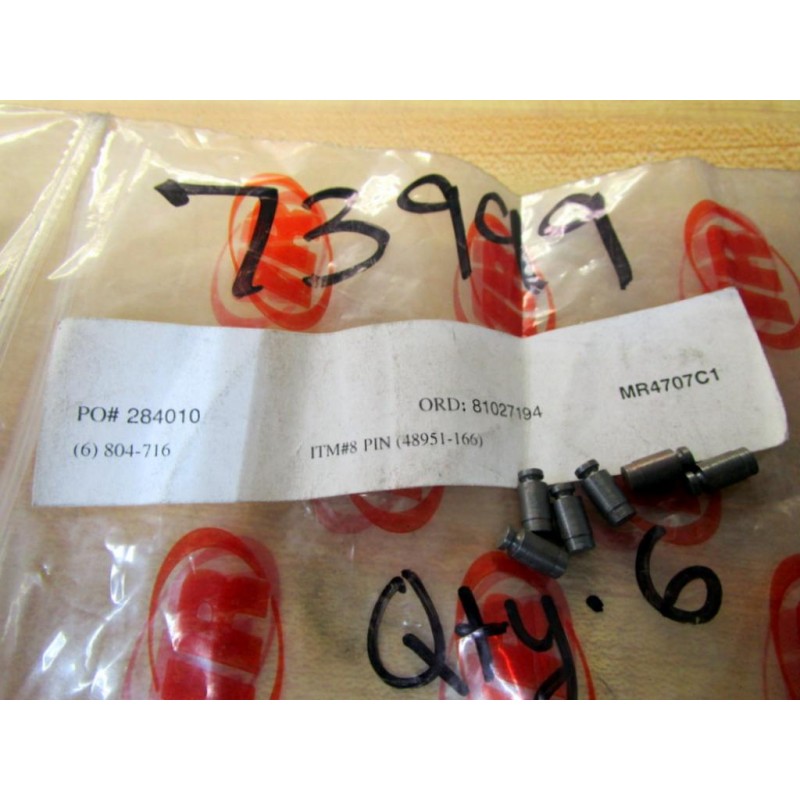 73999
PO# 284010 ORD: 81027194 MR4707C1
(6) 804-716 ITM#8 PIN (48951-166)
Qty. 6